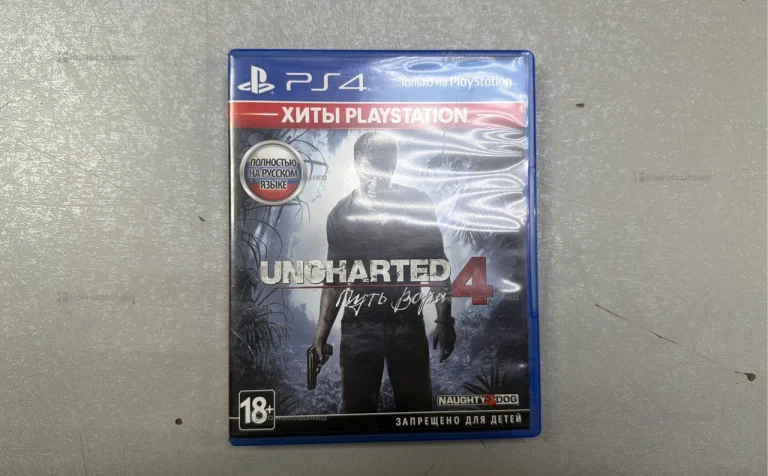 PS4
Только на PlayStation
ХИТЫ PLAYSTATION
ПОЛНОСТЬЮ
НА РУССКОМ
ЯЗЫКЕ
UNCHARTED 4
Путь Вора
NAUGHTY DOG
18+
ЗАПРЕЩЕНО ДЛЯ ДЕТЕЙ